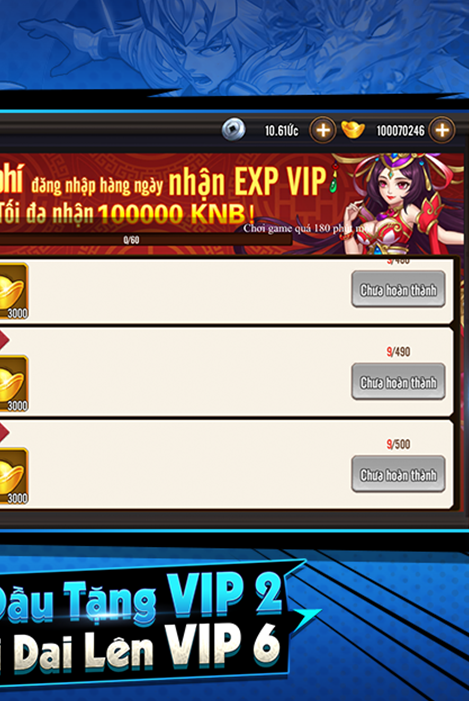 10.61Ức
100070246
phí đăng nhập hàng ngày nhận EXP VIP
Tối đa nhận 100000 KNB!
Chơi game quá 180 phút
0/60
3000
9/480
Chưa hoàn thành
3000
9/490
Chưa hoàn thành
3000
9/500
Chưa hoàn thành
Đầu Tặng VIP 2
Dai Lên VIP 6